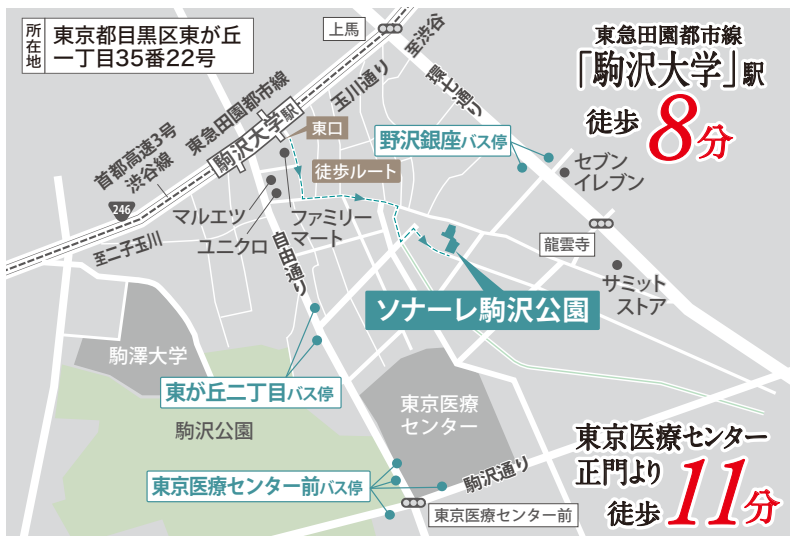 所在地
東京都目黒区東が丘
一丁目35番22号
上馬
至渋谷
環七通り
玉川通り
東急田園都市線
「駒沢大学」駅
徒歩8分
東急田園都市線
駒沢大学駅
首都高速3号
渋谷線
246
至二子玉川
東口
徒歩ルート
野沢銀座バス停
セブン
イレブン
マルエツ
ユニクロ
ファミリー
マート
自由通り
龍雲寺
サミット
ストア
ソナーレ駒沢公園
駒澤大学
東が丘二丁目バス停
駒沢公園
東京医療
センター
東京医療センター前バス停
駒沢通り
東京医療センター前
東京医療センター
正門より
徒歩11分